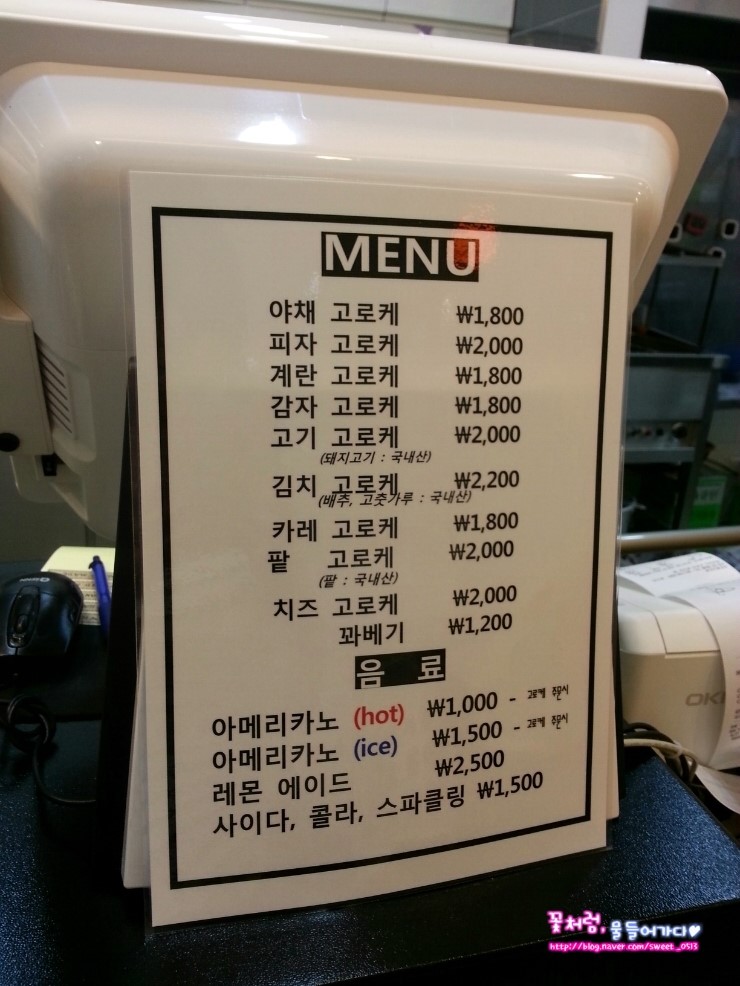 MENU
야채 고로케 ₩1,800
피자 고로케 ₩2,000
계란 고로케 ₩1,800
감자 고로케 ₩1,800
고기 고로케 ₩2,000
(돼지고기 : 국내산)
김치 고로케 ₩2,200
(배추, 고춧가루 : 국내산)
카레 고로케 ₩1,800
팥 고로케 ₩2,000
(팥 : 국내산)
치즈 고로케 ₩2,000
꽈베기 ₩1,200
음 료
아메리카노 (hot) ₩1,000 - 고로케 주문시
아메리카노 (ice) ₩1,500 - 고로케 주문시
레몬 에이드 ₩2,500
사이다, 콜라, 스파클링 ₩1,500
OKI
꽃처럼, 물들어가다♥
http://blog.naver.com/sweet_0513